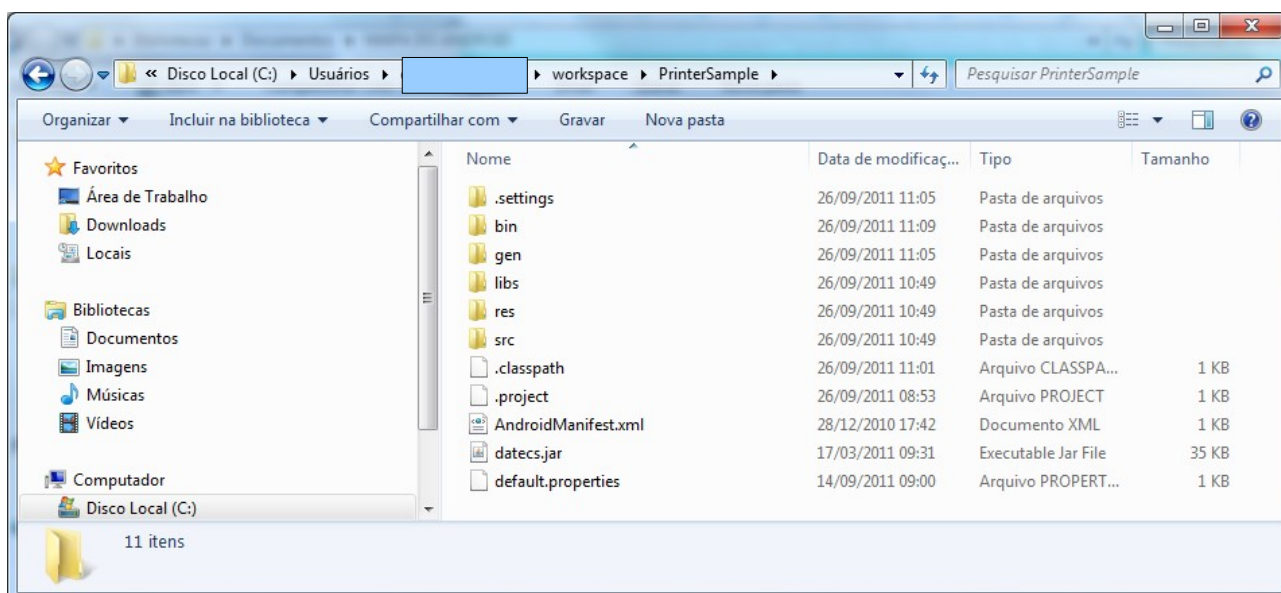 « Disco Local (C:) Usuários workspace PrinterSample Pesquisar PrinterSample
Organizar Incluir na biblioteca Compartilhar com Gravar Nova pasta
Favoritos
Área de Trabalho
Downloads
Locais
Bibliotecas
Documentos
Imagens
Músicas
Vídeos
Computador
Disco Local (C:)
Nome Data de modificaç... Tipo Tamanho
.settings 26/09/2011 11:05 Pasta de arquivos
bin 26/09/2011 11:09 Pasta de arquivos
gen 26/09/2011 11:05 Pasta de arquivos
libs 26/09/2011 10:49 Pasta de arquivos
res 26/09/2011 10:49 Pasta de arquivos
src 26/09/2011 10:49 Pasta de arquivos
.classpath 26/09/2011 11:01 Arquivo CLASSPA... 1 KB
.project 26/09/2011 08:53 Arquivo PROJECT 1 KB
AndroidManifest.xml 28/12/2010 17:42 Documento XML 1 KB
datecs.jar 17/03/2011 09:31 Executable Jar File 35 KB
default.properties 14/09/2011 09:00 Arquivo PROPERT... 1 KB
11 itens